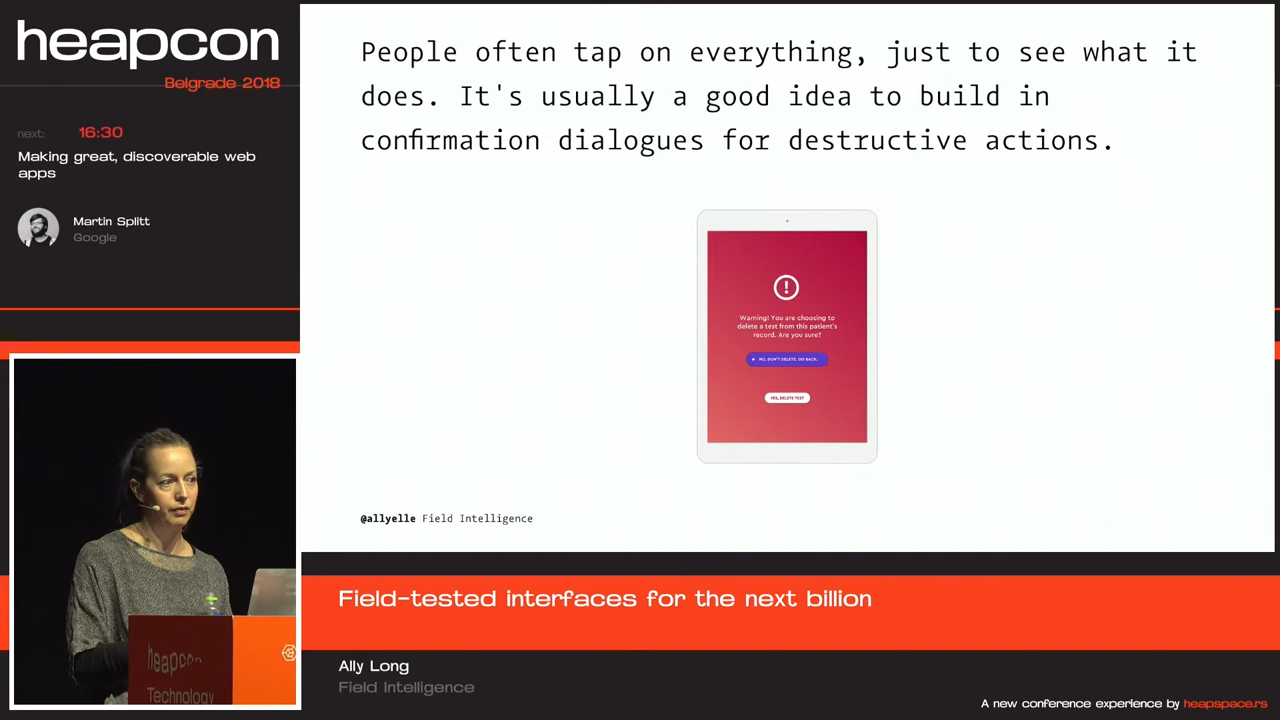 heapcon
Belgrade 2018
next: 16:30
Making great, discoverable web
apps
Martin Splitt
Google
People often tap on everything, just to see what it
does. It's usually a good idea to build in
confirmation dialogues for destructive actions.
Warning! You are choosing to
delete a test from this patient's
record. Are you sure?
NO, DON'T DELETE. GO BACK.
YES, DELETE TEST
@allyelle Field Intelligence
heapcon
Technology
Field-tested interfaces for the next billion
Ally Long
Field Intelligence
A new conference experience by heapspace.rs